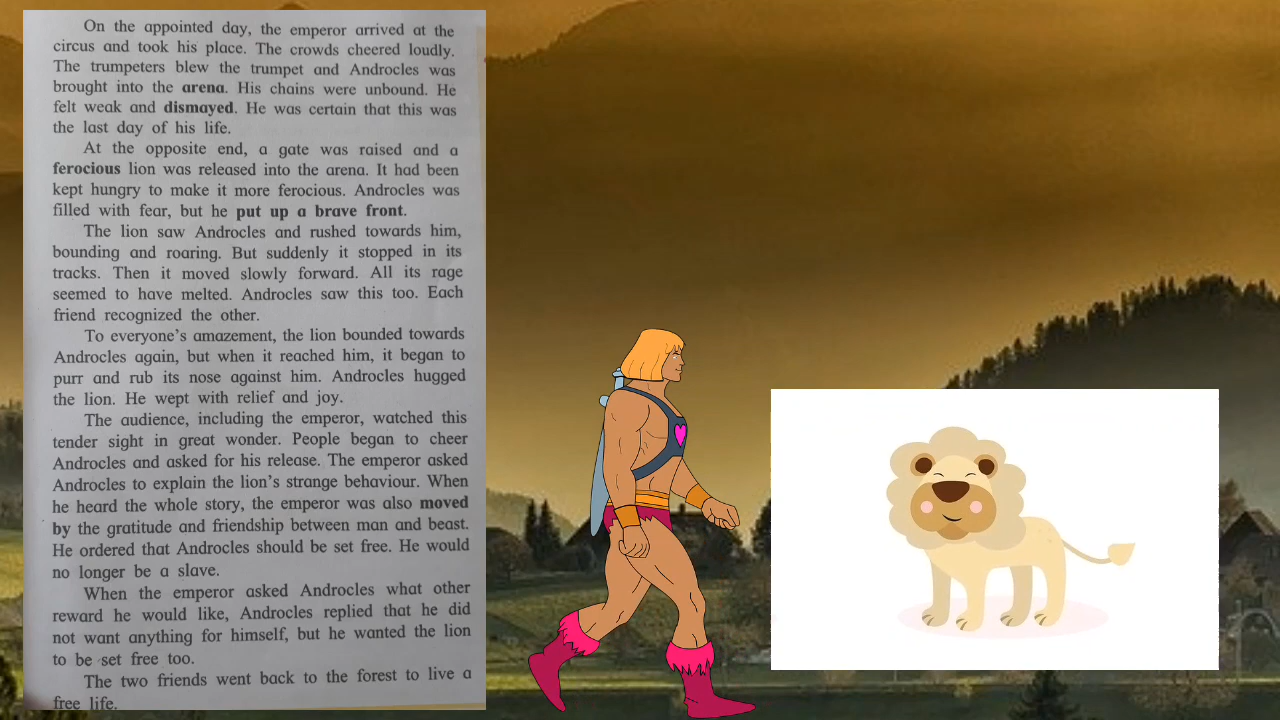 On the appointed day, the emperor arrived at the
circus and took his place. The crowds cheered loudly.
The trumpeters blew the trumpet and Androcles was
brought into the arena. His chains were unbound. He
felt weak and dismayed. He was certain that this was
the last day of his life.
At the opposite end, a gate was raised and a
ferocious lion was released into the arena. It had been
kept hungry to make it more ferocious. Androcles was
filled with fear, but he put up a brave front.
The lion saw Androcles and rushed towards him,
bounding and roaring. But suddenly it stopped in its
tracks. Then it moved slowly forward. All its rage
seemed to have melted. Androcles saw this too. Each
friend recognized the other.
To everyone's amazement, the lion bounded towards
Androcles again, but when it reached him, it began to
purr and rub its nose against him. Androcles hugged
the lion. He wept with relief and joy.
The audience, including the emperor, watched this
tender sight in great wonder. People began to cheer
Androcles and asked for his release. The emperor asked
Androcles to explain the lion's strange behaviour. When
he heard the whole story, the emperor was also moved
by the gratitude and friendship between man and beast.
He ordered that Androcles should be set free. He would
no longer be a slave.
When the emperor asked Androcles what other
reward he would like, Androcles replied that he did
not want anything for himself, but he wanted the lion
to be set free too.
The two friends went back to the forest to live a
free life.